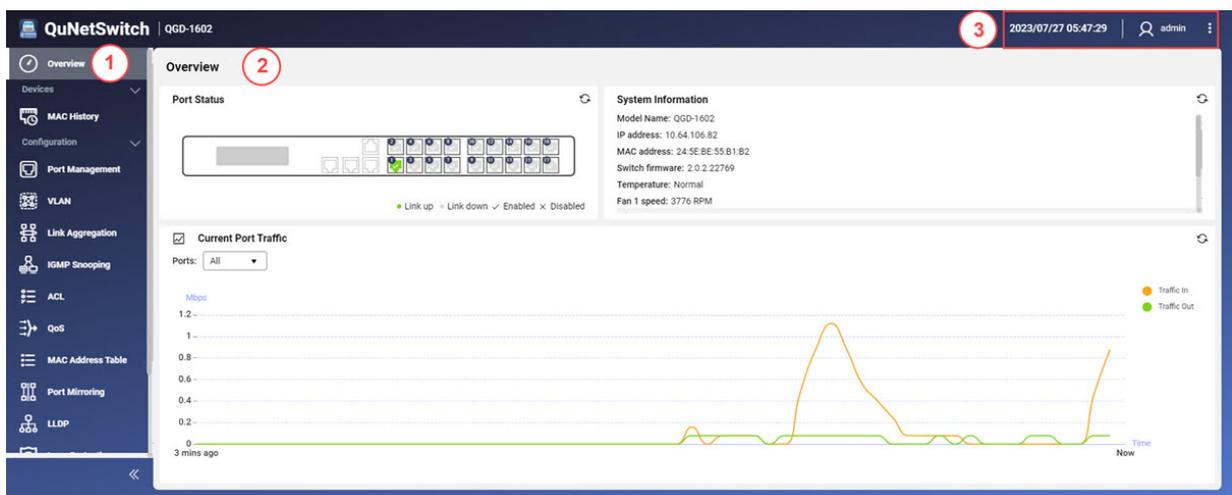 QuNetSwitch | QGD-1602
3
2023/07/27 05:47:29
admin
Overview
1
Devices
MAC History
Configuration
Port Management
VLAN
Link Aggregation
IGMP Snooping
ACL
QoS
MAC Address Table
Port Mirroring
LLDP
Overview
2
Port Status
Link up
Link down
Enabled
Disabled
System Information
Model Name: QGD-1602
IP address: 10.64.106.82
MAC address: 24:5E:BE:55:B1:B2
Switch firmware: 2.0.2.22769
Temperature: Normal
Fan 1 speed: 3776 RPM
Current Port Traffic
Ports: All
Mbps
1.2
1
0.8
0.6
0.4
0.2
0
3 mins ago
Now
Time
Traffic In
Traffic Out